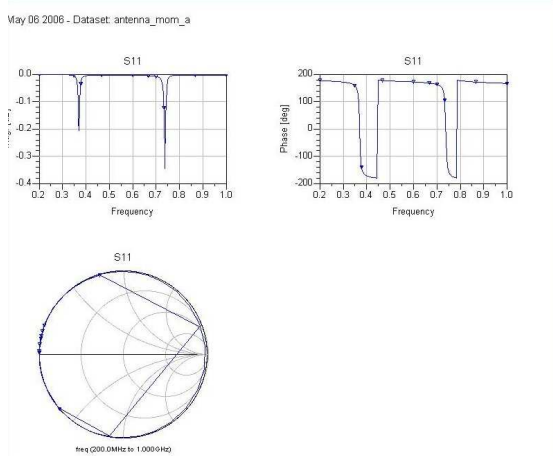 May 06 2006 - Dataset: antenna_mom_a
S11
0.0
-0.1
-0.2
-0.3
-0.4
0.2 0.3 0.4 0.5 0.6 0.7 0.8 0.9 1.0
Frequency
S11
Phase [deg]
200
100
0
-100
-200
0.2 0.3 0.4 0.5 0.6 0.7 0.8 0.9 1.0
Frequency
S11
freq (200.0MHz to 1.000GHz)